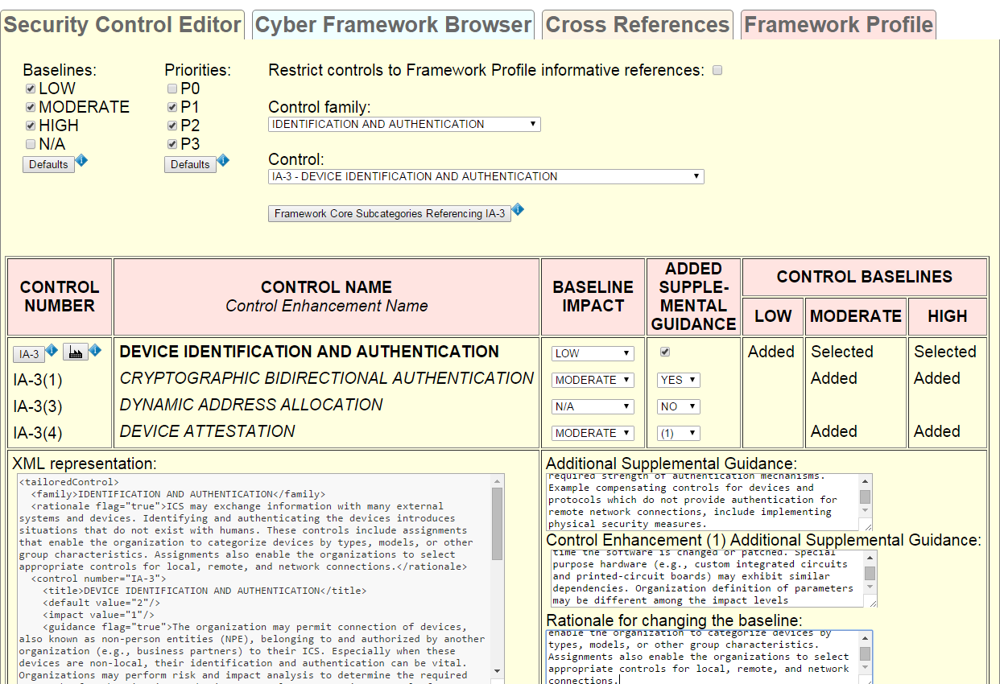 Security Control Editor Cyber Framework Browser Cross References Framework Profile
Baselines: Priorities: Restrict controls to Framework Profile informative references:
LOW P0
MODERATE P1 Control family:
HIGH P2 IDENTIFICATION AND AUTHENTICATION
N/A P3
Defaults Defaults Control:
IA-3 - DEVICE IDENTIFICATION AND AUTHENTICATION
Framework Core Subcategories Referencing IA-3
CONTROL NUMBER CONTROL NAME Control Enhancement Name BASELINE IMPACT ADDED SUPPLE-MENTAL GUIDANCE CONTROL BASELINES
LOW MODERATE HIGH
IA-3 DEVICE IDENTIFICATION AND AUTHENTICATION LOW Added Selected Selected
IA-3(1) CRYPTOGRAPHIC BIDIRECTIONAL AUTHENTICATION MODERATE YES Added Added
IA-3(3) DYNAMIC ADDRESS ALLOCATION N/A NO
IA-3(4) DEVICE ATTESTATION MODERATE (1) Added Added
XML representation:
<tailoredControl>
<family>IDENTIFICATION AND AUTHENTICATION</family>
<rationale flag="true">ICS may exchange information with many external
systems and devices. Identifying and authenticating the devices introduces
situations that do not exist with humans. These controls include assignments
that enable the organization to categorize devices by types, models, or other
group characteristics. Assignments also enable the organizations to select
appropriate controls for local, remote, and network connections.</rationale>
<control number="IA-3">
<title>DEVICE IDENTIFICATION AND AUTHENTICATION</title>
<default value="2"/>
<impact value="1"/>
<guidance flag="true">The organization may permit connection of devices,
also known as non-person entities (NPE), belonging to and authorized by another
organization (e.g., business partners) to their ICS. Especially when these
devices are non-local, their identification and authentication can be vital.
Organizations may perform risk and impact analysis to determine the required
Additional Supplemental Guidance:
required strength of authentication mechanisms.
Example compensating controls for devices and
protocols which do not provide authentication for
remote network connections, include implementing
physical security measures.
Control Enhancement (1) Additional Supplemental Guidance:
time the software is changed or patched. Special
purpose hardware (e.g., custom integrated circuits
and printed-circuit boards) may exhibit similar
dependencies. Organization definition of parameters
may be different among the impact levels
Rationale for changing the baseline:
enable the organization to categorize devices by
types, models, or other group characteristics.
Assignments also enable the organizations to select
appropriate controls for local, remote, and network
connections.